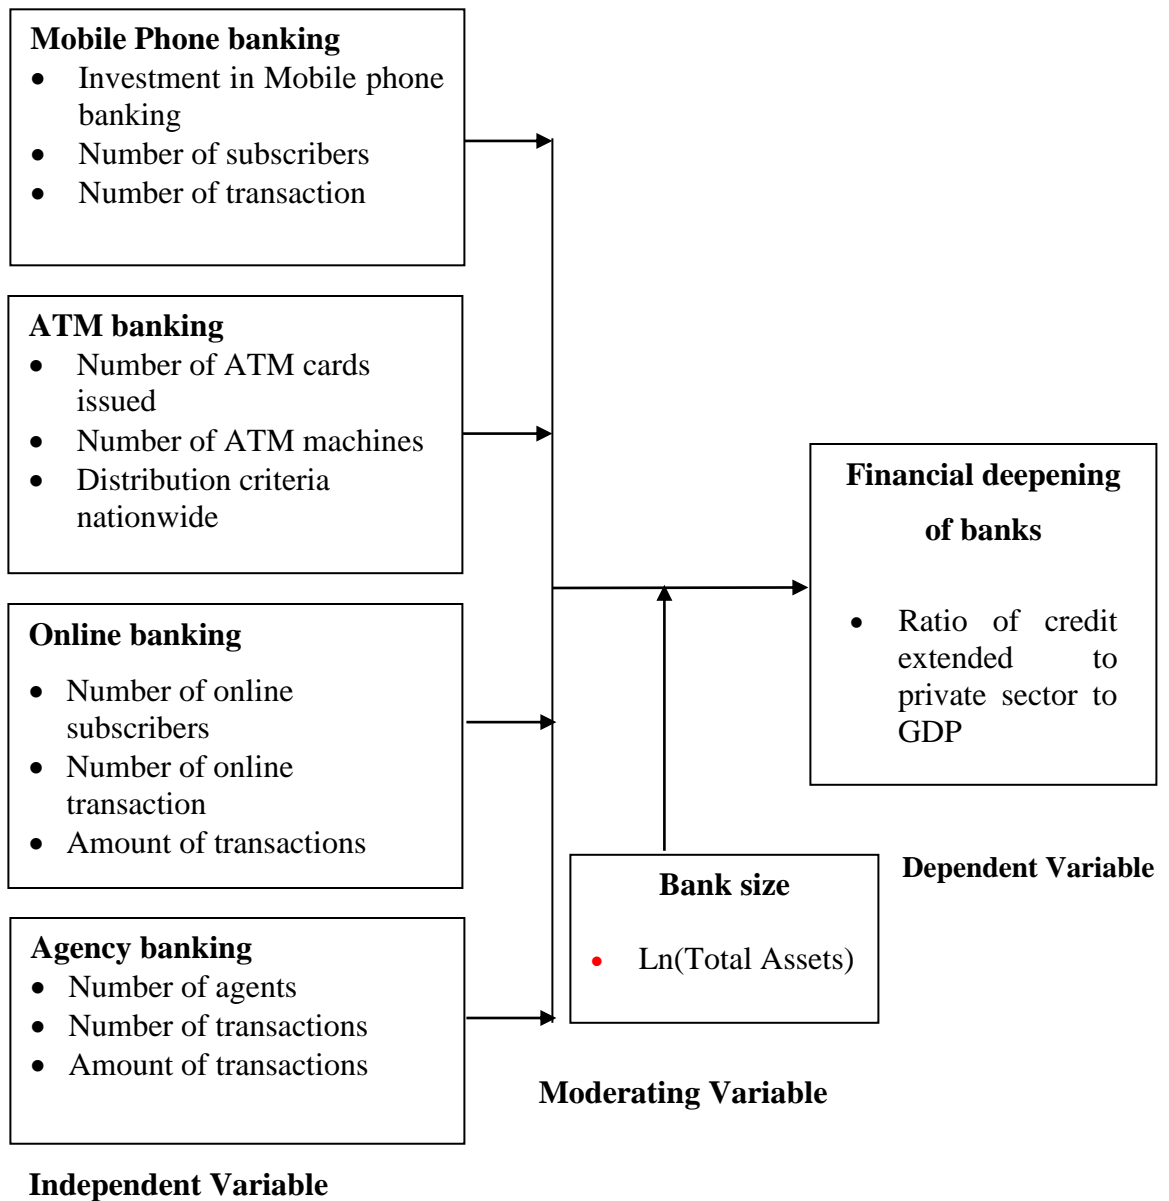 Mobile Phone banking
• Investment in Mobile phone
banking
• Number of subscribers
• Number of transaction
ATM banking
• Number of ATM cards
issued
• Number of ATM machines
• Distribution criteria
nationwide
Online banking
• Number of online
subscribers
• Number of online
transaction
• Amount of transactions
Agency banking
• Number of agents
• Number of transactions
• Amount of transactions
Independent Variable
Bank size
• Ln(Total Assets)
Moderating Variable
Financial deepening
of banks
• Ratio of credit
extended to
private sector to
GDP
Dependent Variable